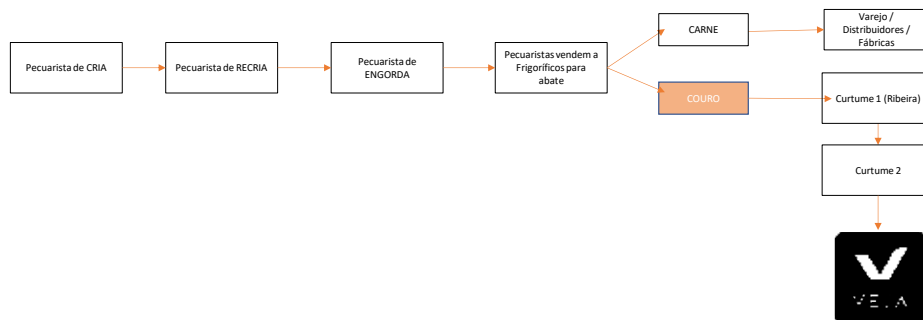 Pecuarista de CRIA
Pecuarista de RECRIA
Pecuarista de
ENGORDA
Pecuaristas vendem a
Frigoríficos para
abate
CARNE
Varejo /
Distribuidores /
Fábricas
COURO
Curtume 1 (Ribeira)
Curtume 2